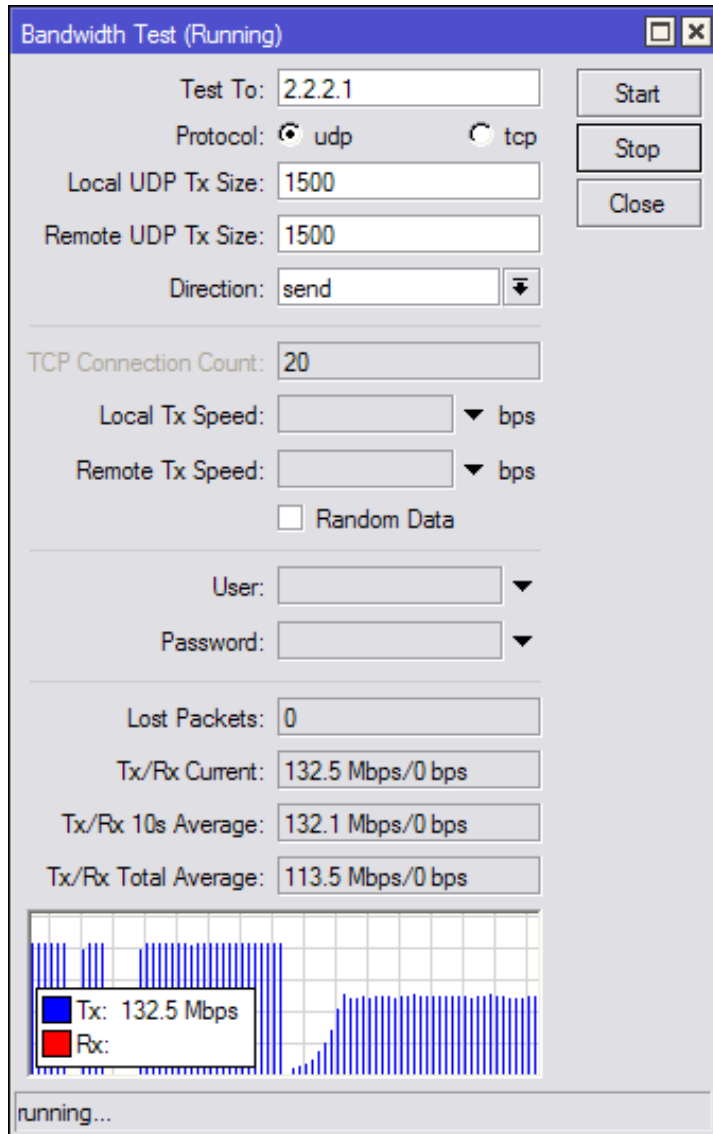 Bandwidth Test (Running)
Test To: 2.2.2.1
Start
Protocol: udp tcp
Stop
Local UDP Tx Size: 1500
Close
Remote UDP Tx Size: 1500
Direction: send
TCP Connection Count: 20
Local Tx Speed: bps
Remote Tx Speed: bps
Random Data
User:
Password:
Lost Packets: 0
Tx/Rx Current: 132.5 Mbps/0 bps
Tx/Rx 10s Average: 132.1 Mbps/0 bps
Tx/Rx Total Average: 113.5 Mbps/0 bps
Tx: 132.5 Mbps
Rx:
running...